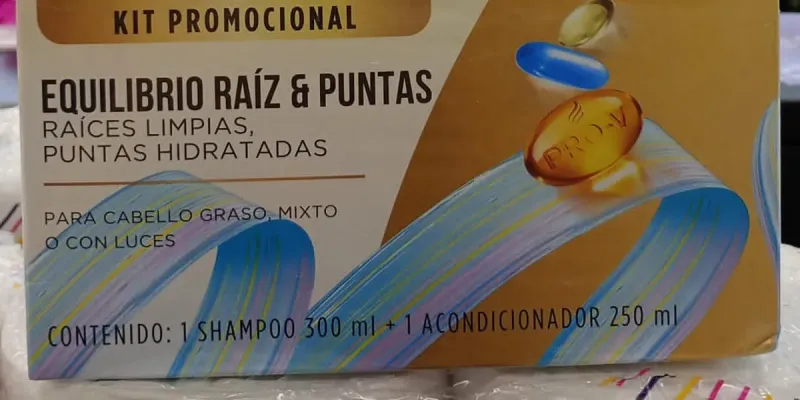 KIT PROMOCIONAL
EQUILIBRIO RAÍZ & PUNTAS
RAÍCES LIMPIAS,
PUNTAS HIDRATADAS
PARA CABELLO GRASO, MIXTO
O CON LUCES
PRO-V
CONTENIDO: 1 SHAMPOO 300 ml + 1 ACONDICIONADOR 250 ml